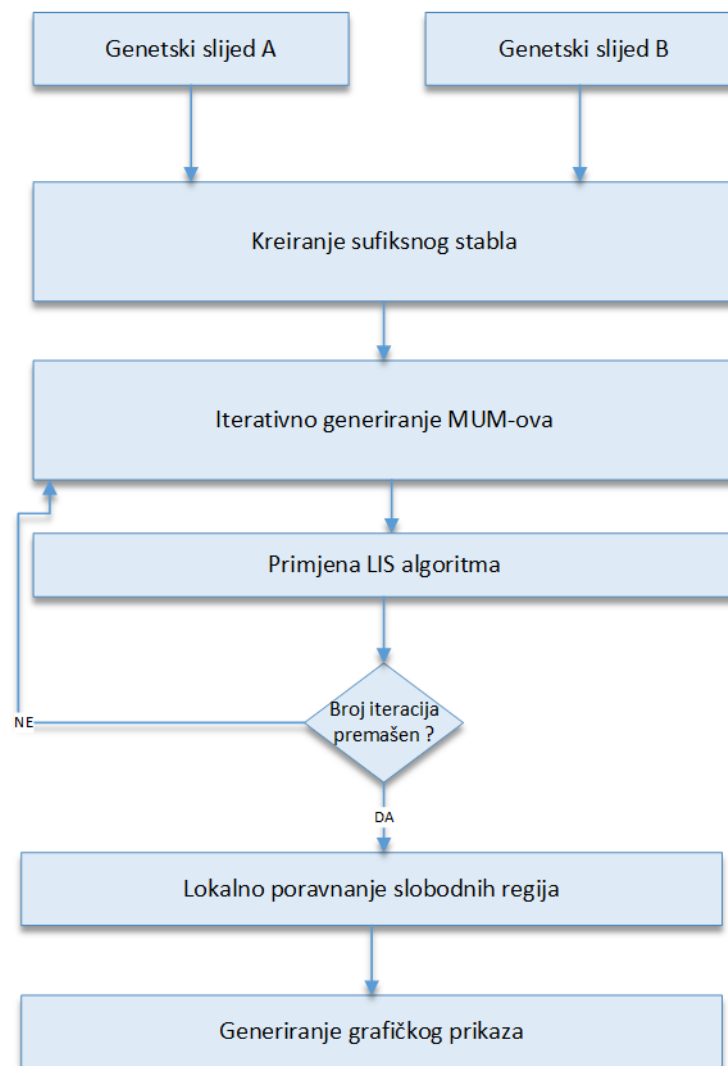 Genetski slijed A
Genetski slijed B
Kreiranje sufiksnog stabla
Iterativno generiranje MUM-ova
Primjena LIS algoritma
Broj iteracija
premašen ?
NE
DA
Lokalno poravnanje slobodnih regija
Generiranje grafičkog prikaza